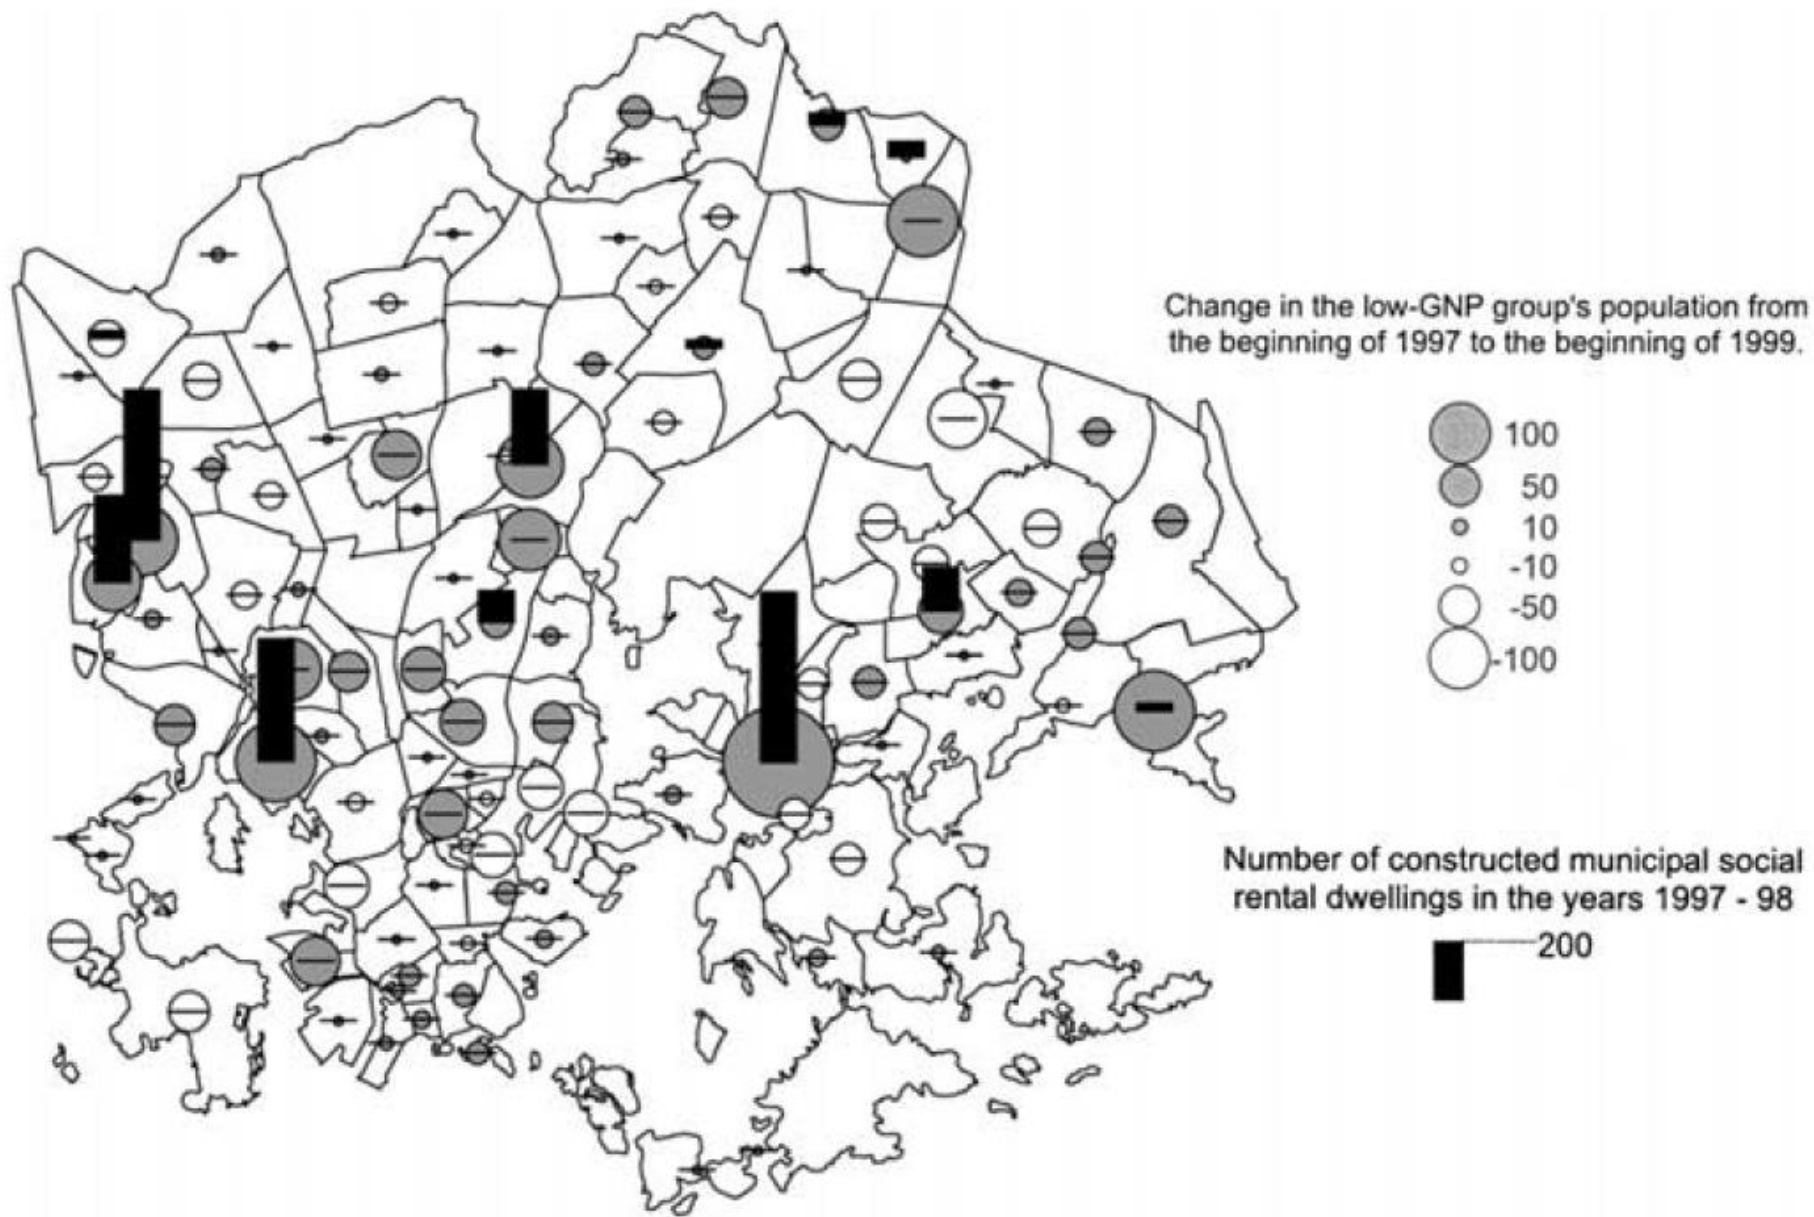 Change in the low-GNP group's population from
the beginning of 1997 to the beginning of 1999.
100
50
10
-10
-50
-100
Number of constructed municipal social
rental dwellings in the years 1997 - 98
200